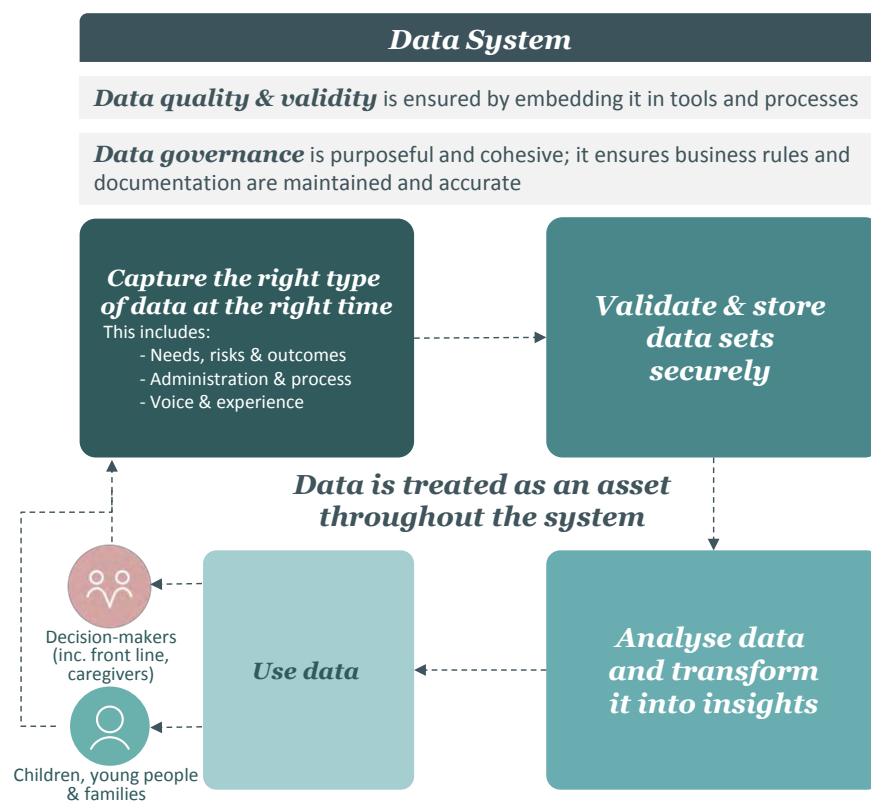 Data System
Data quality & validity is ensured by embedding it in tools and processes
Data governance is purposeful and cohesive; it ensures business rules and
documentation are maintained and accurate
Capture the right type
of data at the right time
This includes:
- Needs, risks & outcomes
- Administration & process
- Voice & experience
Validate & store
data sets
securely
Data is treated as an asset
throughout the system
Decision-makers
(inc. front line,
caregivers)
Use data
Analyse data
and transform
it into insights
Children, young people
& families